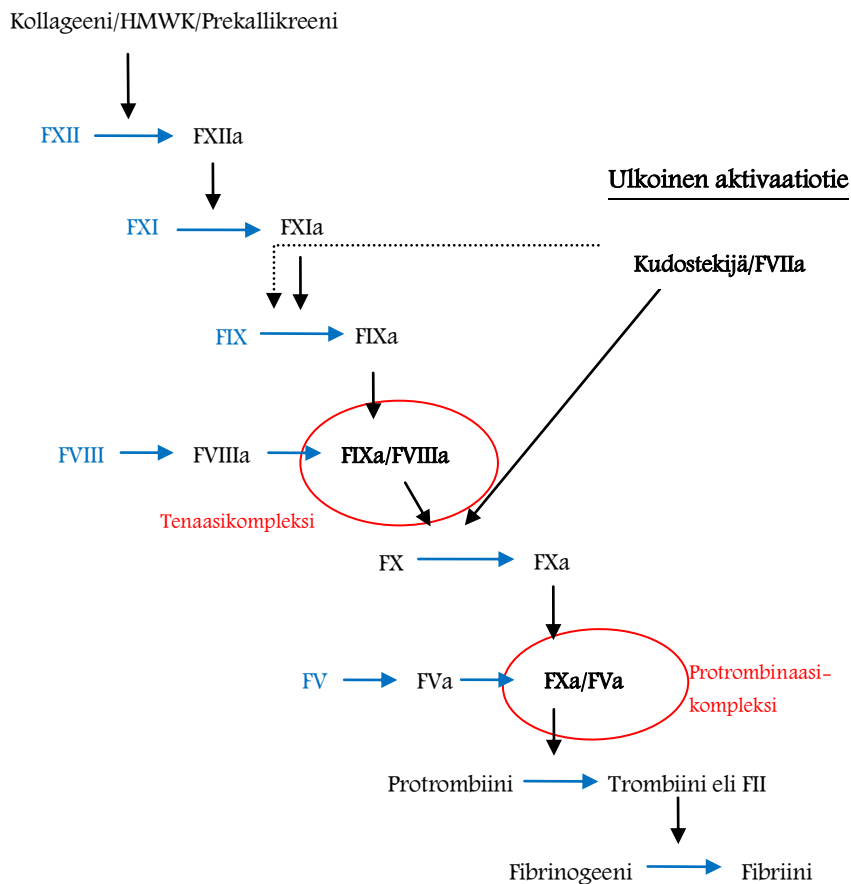 Kollageeni/HMWK/Prekallikreeni
FXII FXIIa
Ulkoinen aktivaatiotie
FXI FXIa
Kudostekijä/FVIIa
FIX FIXa
FVIII FVIIIa FIXa/FVIIIa
Tenaasikompleksi
FX FXa
FV FVa FXa/FVa Protrombinaasi-
kompleksi
Protrombiini Trombiini eli FII
Fibrinogeeni Fibriini